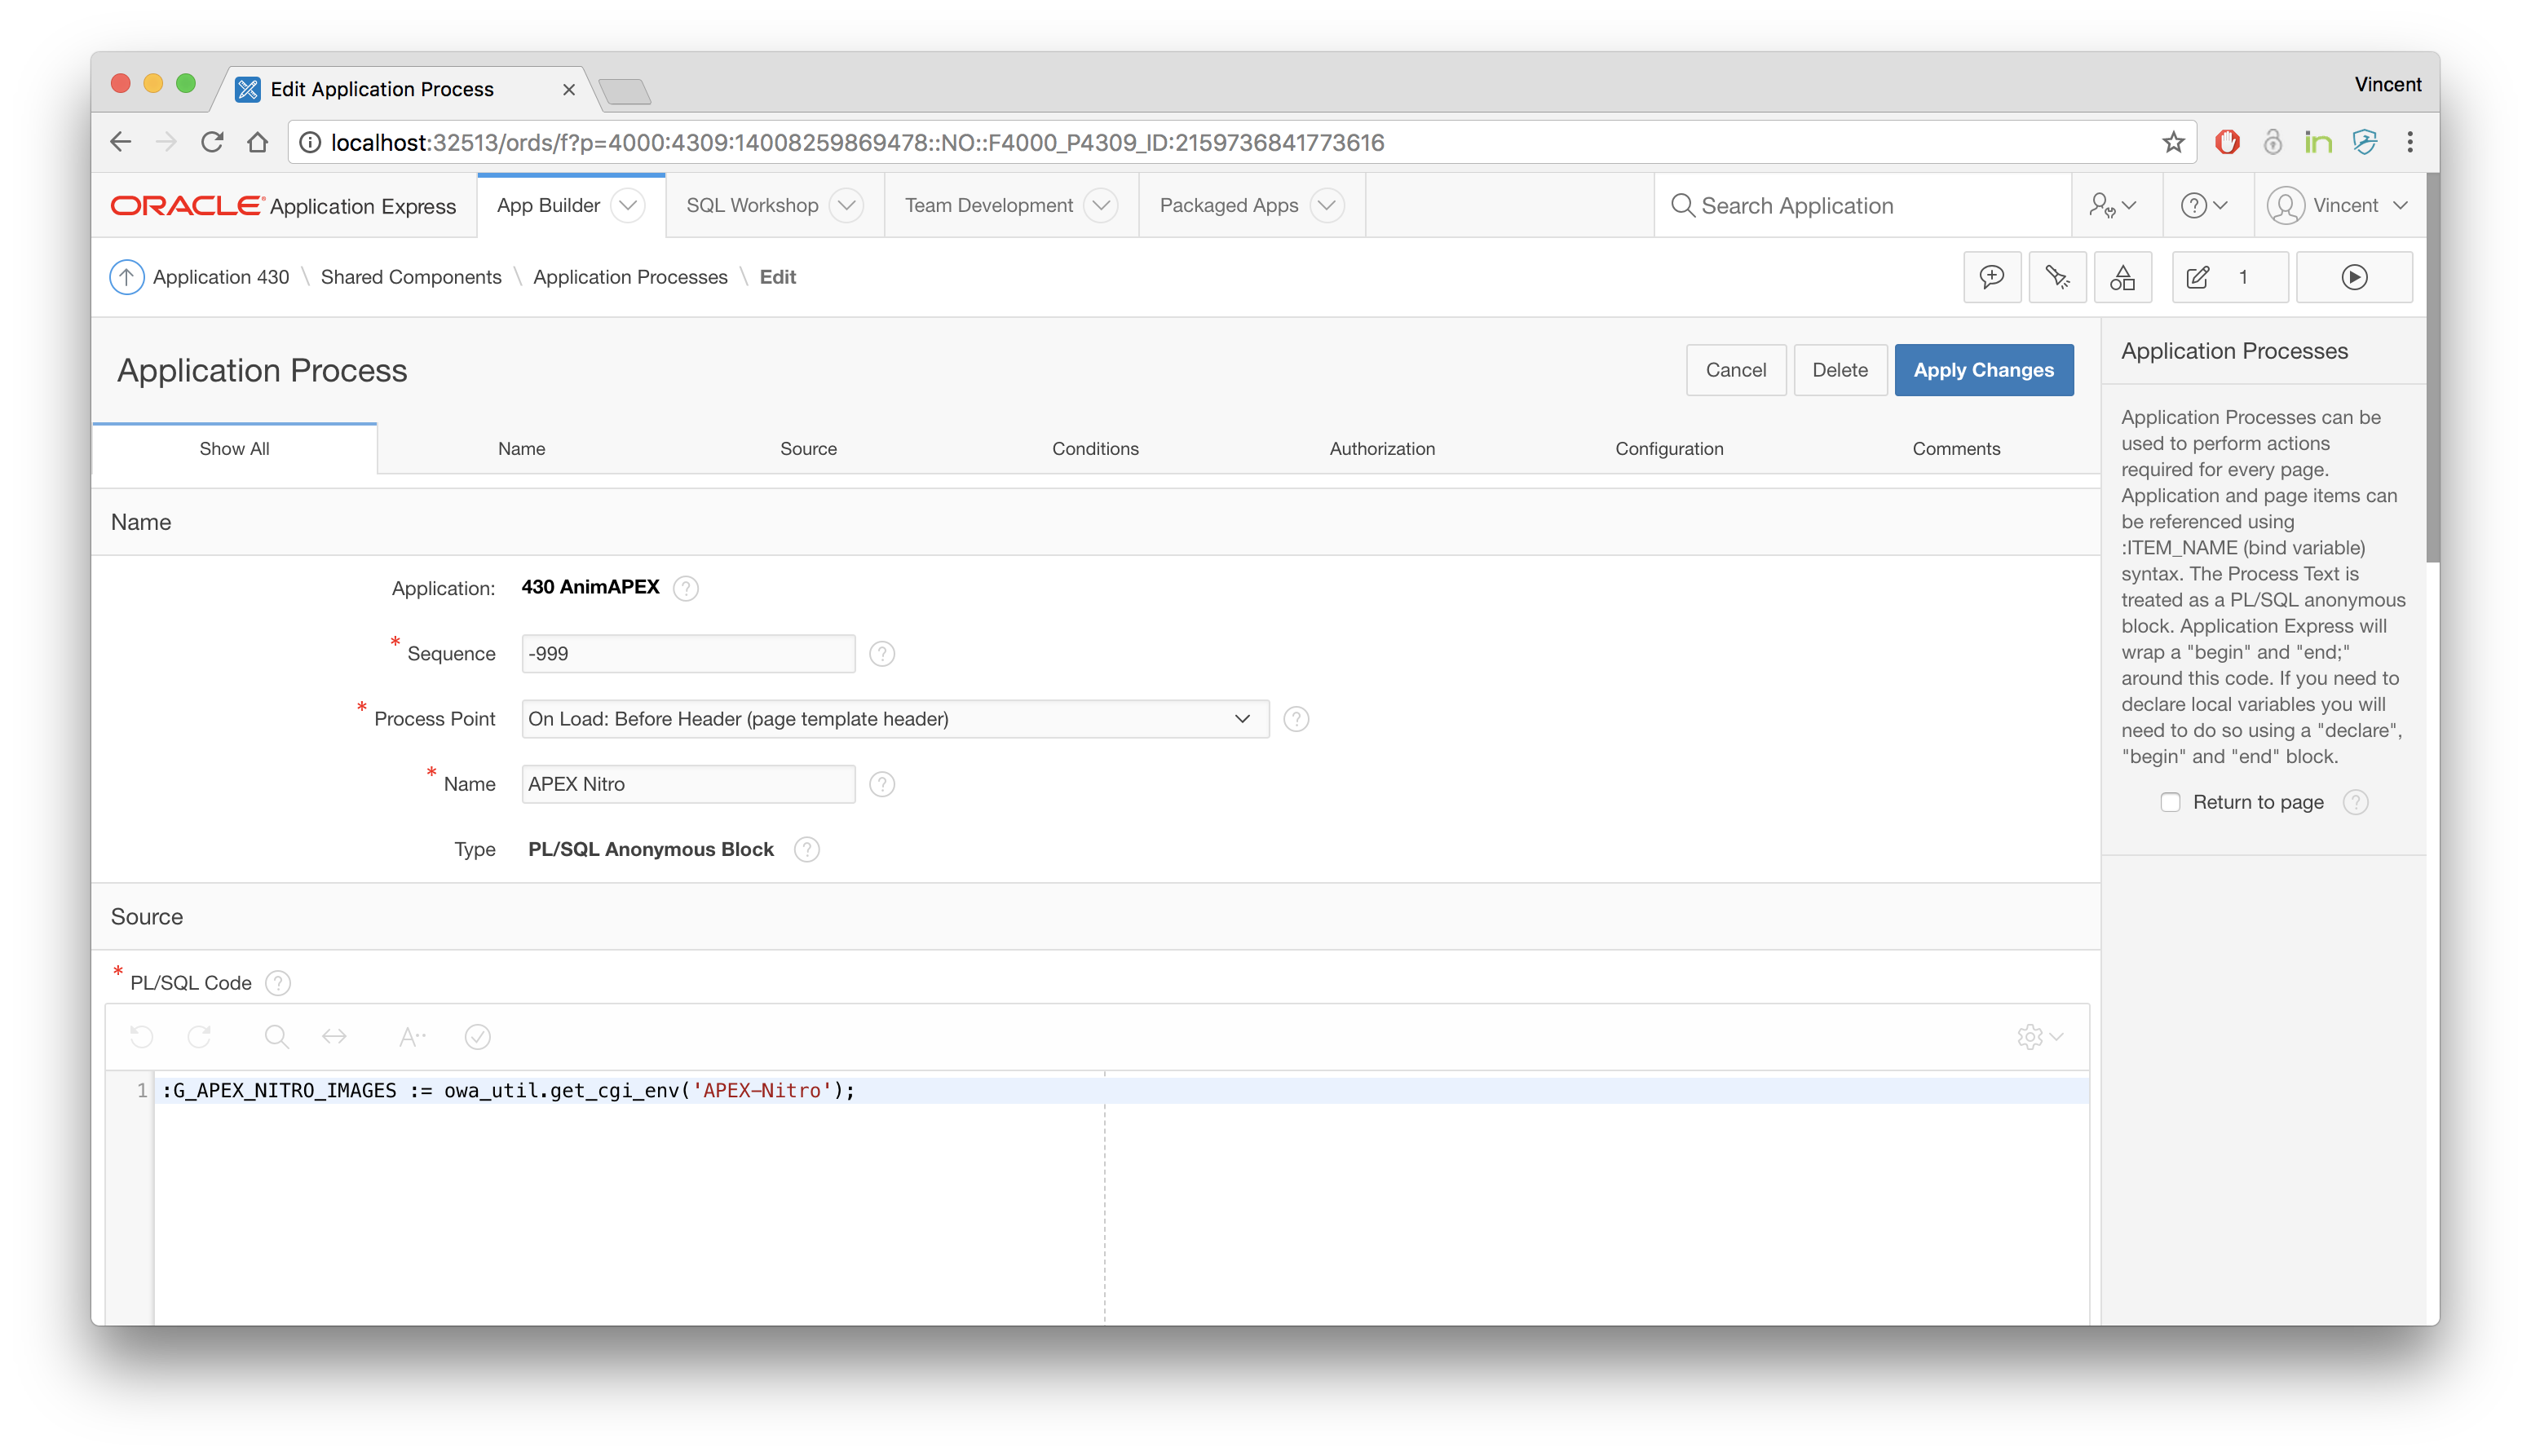 Edit Application Process
Vincent
localhost:32513/ords/f?p=4000:4309:14008259869478::NO::F4000_P4309_ID:2159736841773616
ORACLE Application Express
App Builder
SQL Workshop
Team Development
Packaged Apps
Search Application
Vincent
Application 430 \ Shared Components \ Application Processes \ Edit
1
Application Process
Cancel
Delete
Apply Changes
Show All
Name
Source
Conditions
Authorization
Configuration
Comments
Name
Application: 430 AnimAPEX ?
* Sequence -999 ?
* Process Point On Load: Before Header (page template header) ?
* Name APEX Nitro ?
Type PL/SQL Anonymous Block ?
Source
* PL/SQL Code ?
1 :G_APEX_NITRO_IMAGES := owa_util.get_cgi_env('APEX-Nitro');
Application Processes
Application Processes can be
used to perform actions
required for every page.
Application and page items can
be referenced using
:ITEM_NAME (bind variable)
syntax. The Process Text is
treated as a PL/SQL anonymous
block. Application Express will
wrap a "begin" and "end;"
around this code. If you need to
declare local variables you will
need to do so using a "declare",
"begin" and "end" block.
Return to page ?